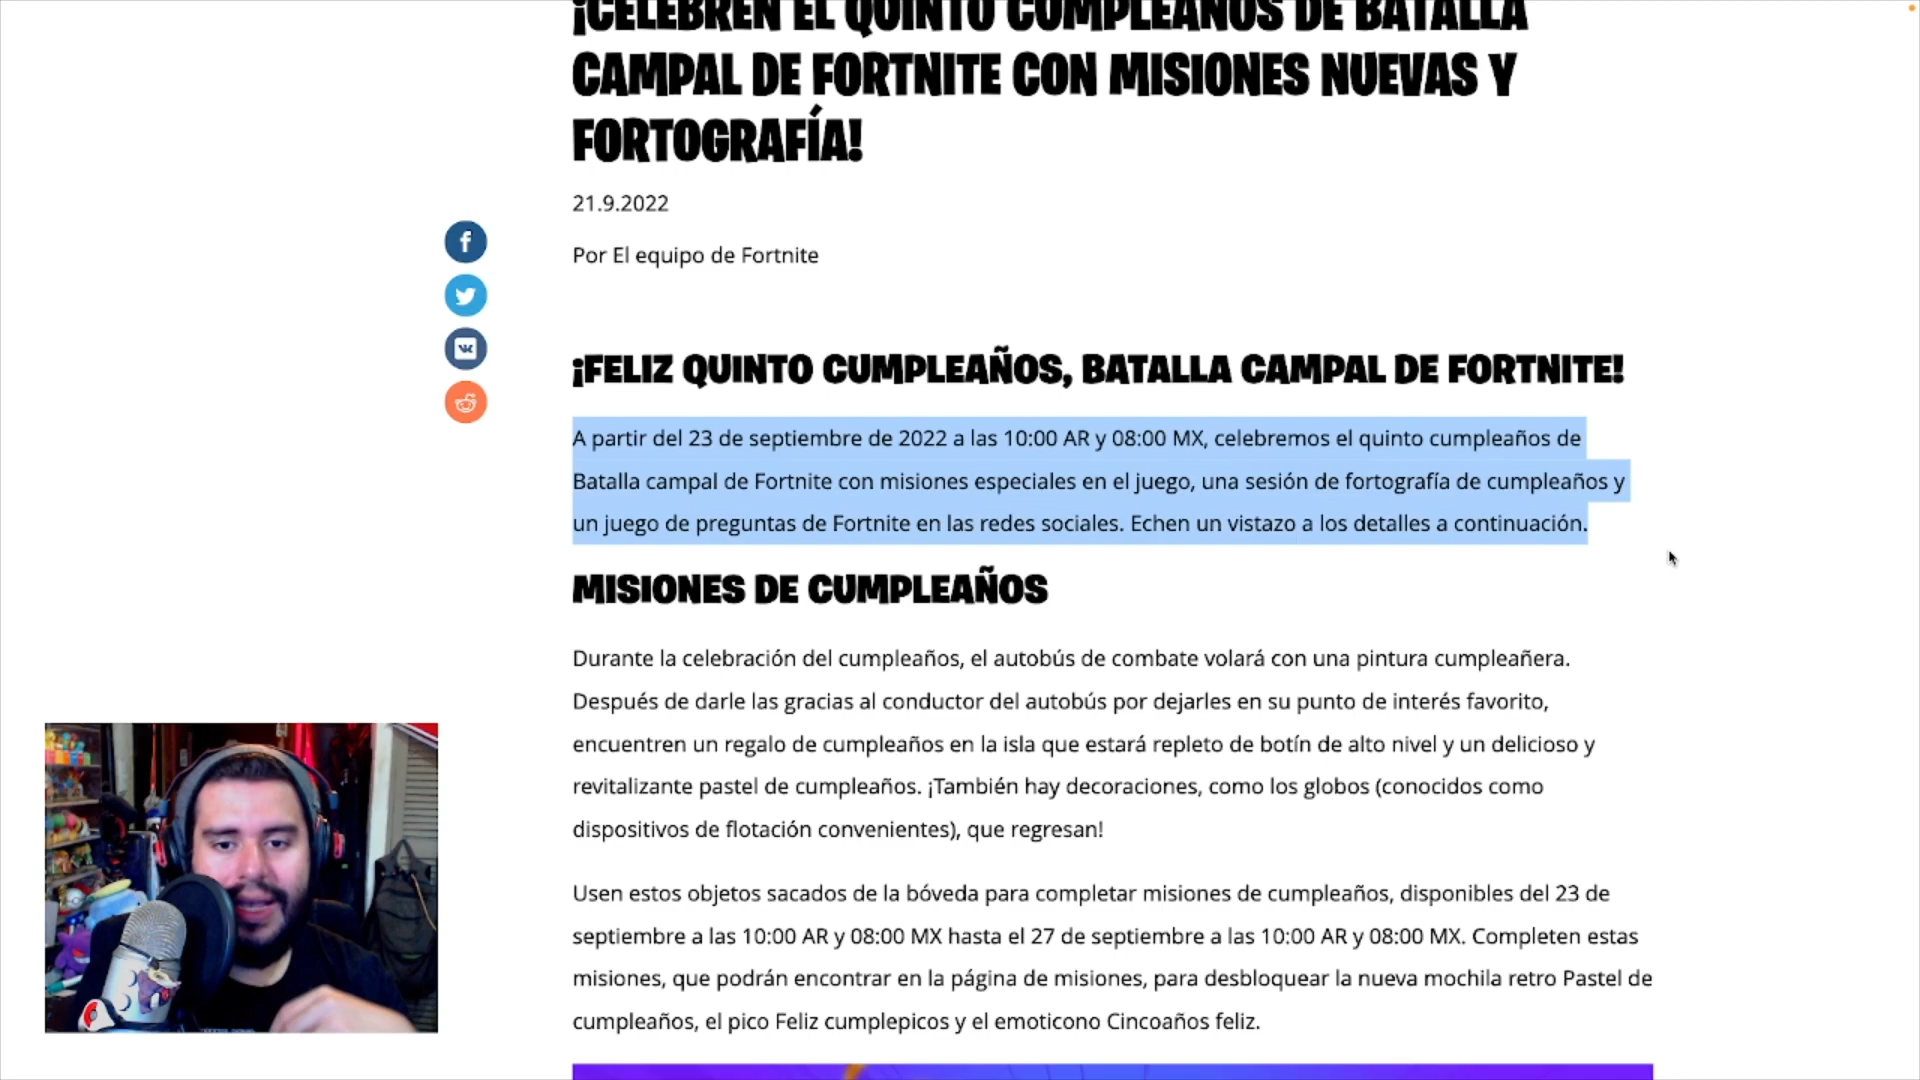 ¡CELEBREN EL QUINTO CUMPLEAÑOS DE BATALLA
CAMPAL DE FORTNITE CON MISIONES NUEVAS Y
FORTOGRAFÍA!
21.9.2022
Por El equipo de Fortnite
¡FELIZ QUINTO CUMPLEAÑOS, BATALLA CAMPAL DE FORTNITE!
A partir del 23 de septiembre de 2022 a las 10:00 AR y 08:00 MX, celebremos el quinto cumpleaños de
Batalla campal de Fortnite con misiones especiales en el juego, una sesión de fortografía de cumpleaños y
un juego de preguntas de Fortnite en las redes sociales. Echen un vistazo a los detalles a continuación.
MISIONES DE CUMPLEAÑOS
Durante la celebración del cumpleaños, el autobús de combate volará con una pintura cumpleañera.
Después de darle las gracias al conductor del autobús por dejarles en su punto de interés favorito,
encuentren un regalo de cumpleaños en la isla que estará repleto de botín de alto nivel y un delicioso y
revitalizante pastel de cumpleaños. ¡También hay decoraciones, como los globos (conocidos como
dispositivos de flotación convenientes), que regresan!
Usen estos objetos sacados de la bóveda para completar misiones de cumpleaños, disponibles del 23 de
septiembre a las 10:00 AR y 08:00 MX hasta el 27 de septiembre a las 10:00 AR y 08:00 MX. Completen estas
misiones, que podrán encontrar en la página de misiones, para desbloquear la nueva mochila retro Pastel de
cumpleaños, el pico Feliz cumplepicos y el emoticono Cincoaños feliz.